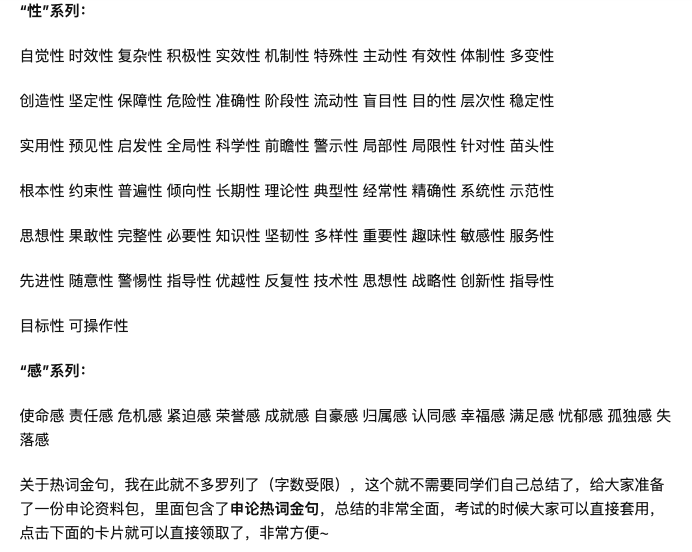 “性”系列：
自觉性 时效性 复杂性 积极性 实效性 机制性 特殊性 主动性 有效性 体制性 多变性
创造性 坚定性 保障性 危险性 准确性 阶段性 流动性 盲目性 目的性 层次性 稳定性
实用性 预见性 启发性 全局性 科学性 前瞻性 警示性 局部性 局限性 针对性 苗头性
根本性 约束性 普遍性 倾向性 长期性 理论性 典型性 经常性 精确性 系统性 示范性
思想性 果敢性 完整性 必要性 知识性 坚韧性 多样性 重要性 趣味性 敏感性 服务性
先进性 随意性 警惕性 指导性 优越性 反复性 技术性 思想性 战略性 创新性 指导性
目标性 可操作性
“感”系列：
使命感 责任感 危机感 紧迫感 荣誉感 成就感 自豪感 归属感 认同感 幸福感 满足感 忧郁感 孤独感 失
落感
关于热词金句，我在此就不多罗列了（字数受限），这个就不需要同学们自己总结了，给大家准备
了一份申论资料包，里面包含了申论热词金句，总结的非常全面，考试的时候大家可以直接套用，
点击下面的卡片就可以直接领取了，非常方便~